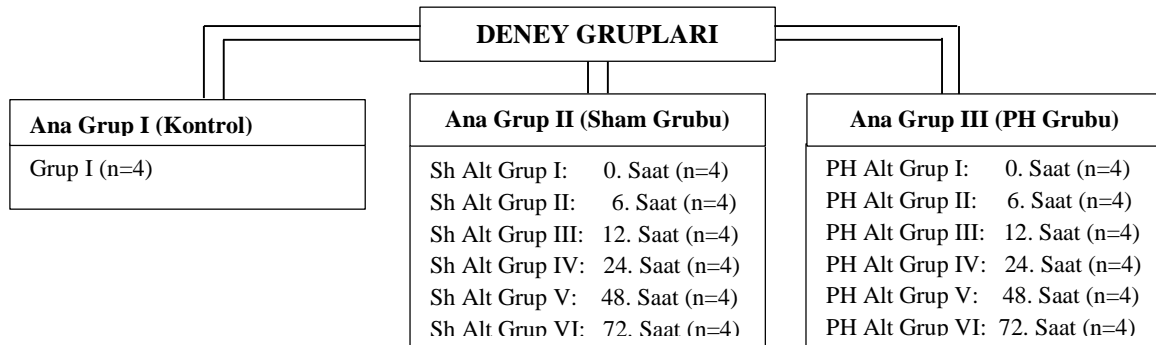 DENEY GRUPLARI
Ana Grup I (Kontrol)
Grup I (n=4)
Ana Grup II (Sham Grubu)
Sh Alt Grup I: 0. Saat (n=4)
Sh Alt Grup II: 6. Saat (n=4)
Sh Alt Grup III: 12. Saat (n=4)
Sh Alt Grup IV: 24. Saat (n=4)
Sh Alt Grup V: 48. Saat (n=4)
Sh Alt Grup VI: 72. Saat (n=4)
Ana Grup III (PH Grubu)
PH Alt Grup I: 0. Saat (n=4)
PH Alt Grup II: 6. Saat (n=4)
PH Alt Grup III: 12. Saat (n=4)
PH Alt Grup IV: 24. Saat (n=4)
PH Alt Grup V: 48. Saat (n=4)
PH Alt Grup VI: 72. Saat (n=4)